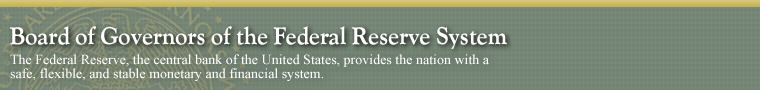 Board of Governors of the Federal Reserve System
The Federal Reserve, the central bank of the United States, provides the nation with a
safe, flexible, and stable monetary and financial system.